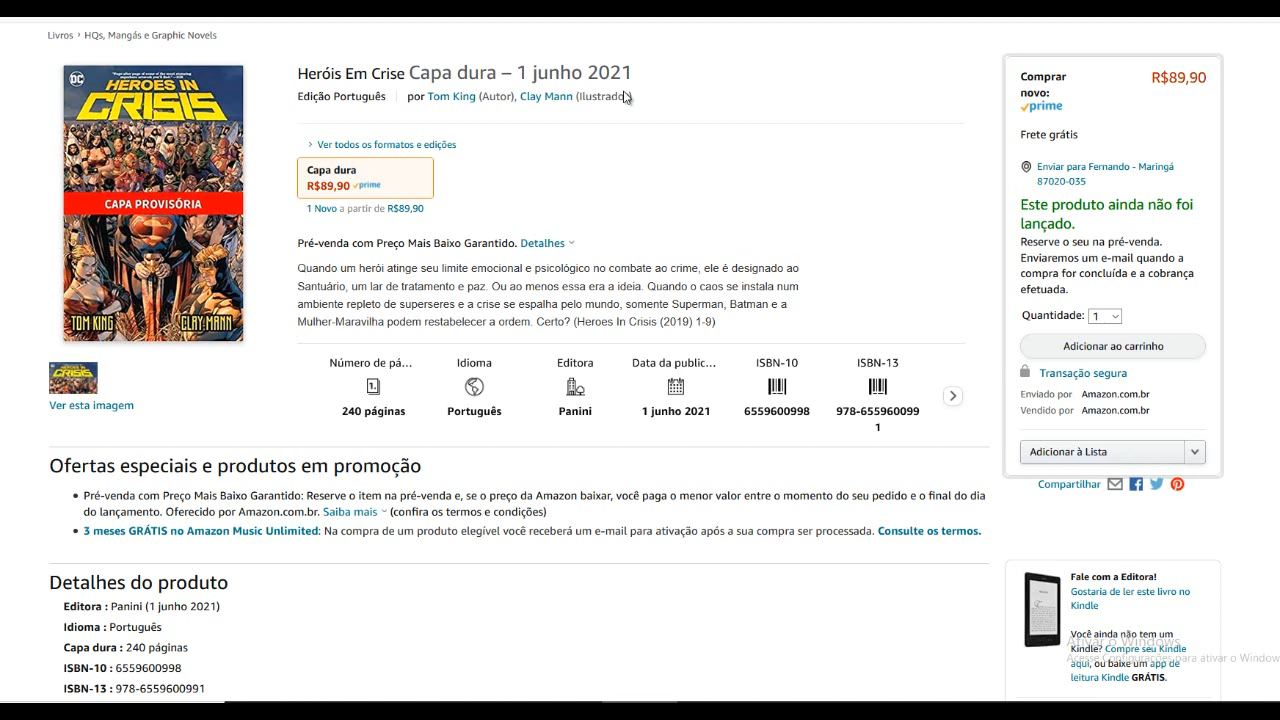 Livros › HQs, Mangás e Graphic Novels
DC
HEROES IN
CRISIS
CAPA PROVISÓRIA
TOM KING
CLAY MANN
HEROES IN
CRISIS
Ver esta imagem
Heróis Em Crise Capa dura – 1 junho 2021
Edição Português | por Tom King (Autor), Clay Mann (Ilustrador)
› Ver todos os formatos e edições
Capa dura
R$89,90 prime
1 Novo a partir de R$89,90
Pré-venda com Preço Mais Baixo Garantido. Detalhes
Quando um herói atinge seu limite emocional e psicológico no combate ao crime, ele é designado ao
Santuário, um lar de tratamento e paz. Ou ao menos essa era a ideia. Quando o caos se instala num
ambiente repleto de superseres e a crise se espalha pelo mundo, somente Superman, Batman e a
Mulher-Maravilha podem restabelecer a ordem. Certo? (Heroes In Crisis (2019) 1-9)
Número de pá... Idioma Editora Data da public... ISBN-10 ISBN-13
1.
240 páginas Português Panini 1 junho 2021 6559600998 978-655960099
1
Comprar R$89,90
novo:
prime
Frete grátis
Enviar para Fernando - Maringá
87020-035
Este produto ainda não foi
lançado.
Reserve o seu na pré-venda.
Enviaremos um e-mail quando a
compra for concluída e a cobrança
efetuada.
Quantidade: 1
Adicionar ao carrinho
Transação segura
Enviado por Amazon.com.br
Vendido por Amazon.com.br
Adicionar à Lista
Compartilhar
Ofertas especiais e produtos em promoção
• Pré-venda com Preço Mais Baixo Garantido: Reserve o item na pré-venda e, se o preço da Amazon baixar, você paga o menor valor entre o momento do seu pedido e o final do dia
do lançamento. Oferecido por Amazon.com.br. Saiba mais (confira os termos e condições)
• 3 meses GRÁTIS no Amazon Music Unlimited: Na compra de um produto elegível você receberá um e-mail para ativação após a sua compra ser processada. Consulte os termos.
Detalhes do produto
Editora : Panini (1 junho 2021)
Idioma : Português
Capa dura : 240 páginas
ISBN-10 : 6559600998
ISBN-13 : 978-6559600991
Fale com a Editora!
Gostaria de ler este livro no
Kindle
Você ainda não tem um
Kindle? Compre seu Kindle
aqui, ou baixe um app de
leitura Kindle GRÁTIS.
Ativar o Windows
Acesse Configurações para ativar o Window